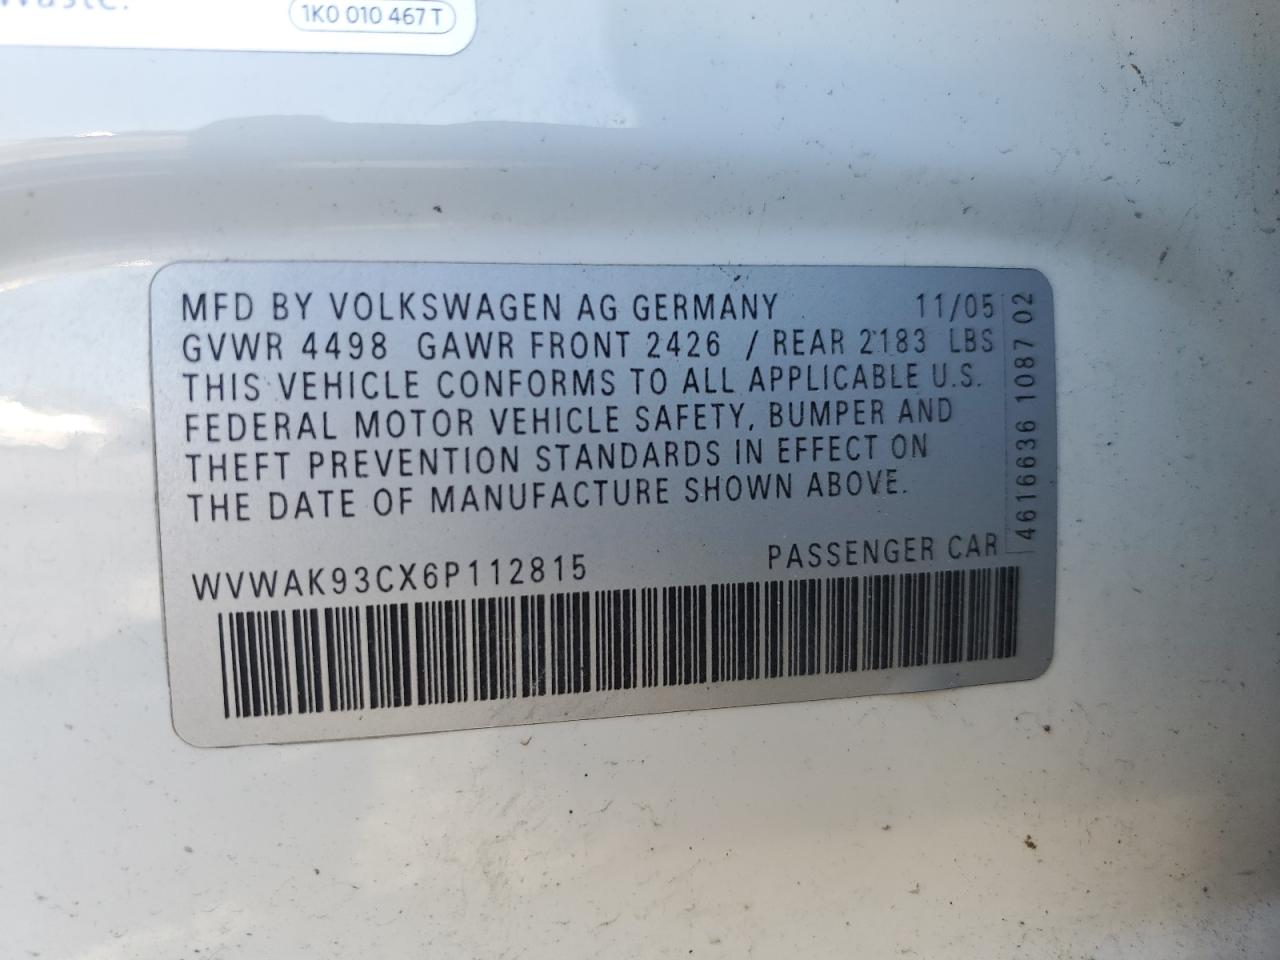 1K0 010 467 T
MFD BY VOLKSWAGEN AG GERMANY 11/05
GVWR 4498 GAWR FRONT 2426 / REAR 2183 LBS
THIS VEHICLE CONFORMS TO ALL APPLICABLE U.S.
FEDERAL MOTOR VEHICLE SAFETY, BUMPER AND
THEFT PREVENTION STANDARDS IN EFFECT ON
THE DATE OF MANUFACTURE SHOWN ABOVE.
46166636 1087 02
WVWAK93CX6P112815 PASSENGER CAR